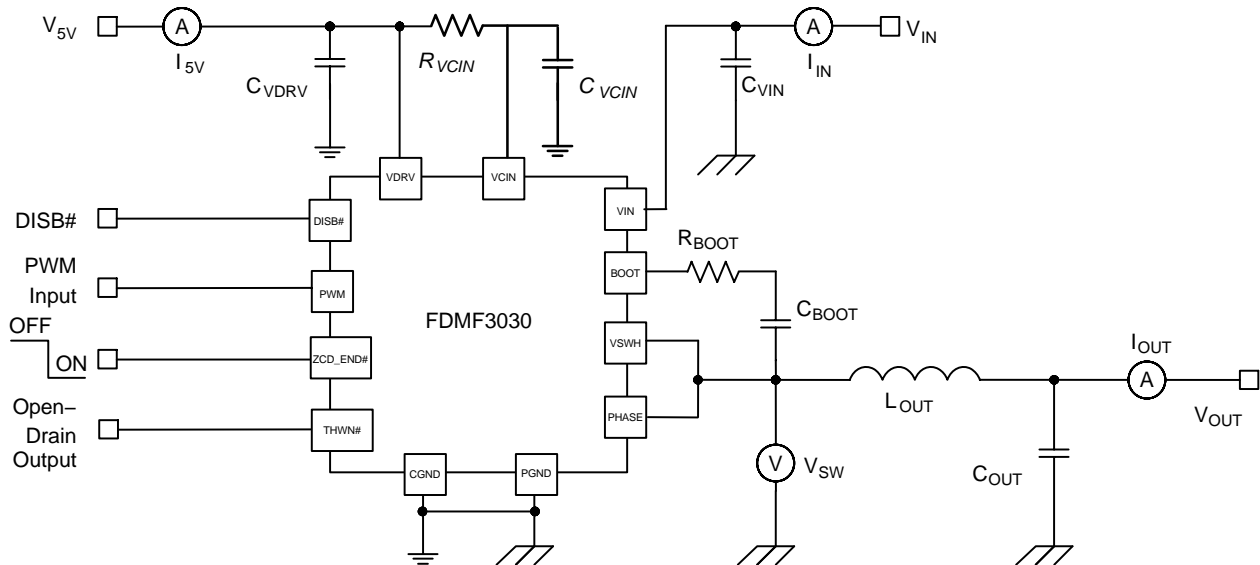 V5V
A
I5V
CVDRV
RVCIN
CVCIN
CVIN
A
IIN
VIN
VDRV
VCIN
DISB#
PWM
Input
OFF
ON
Open–
Drain
Output
DISB#
PWM
ZCD_END#
THWN#
FDMF3030
VIN
BOOT
VSWH
PHASE
CGND
PGND
RBOOT
CBOOT
LOUT
V
VSW
COUT
IOUT
A
VOUT